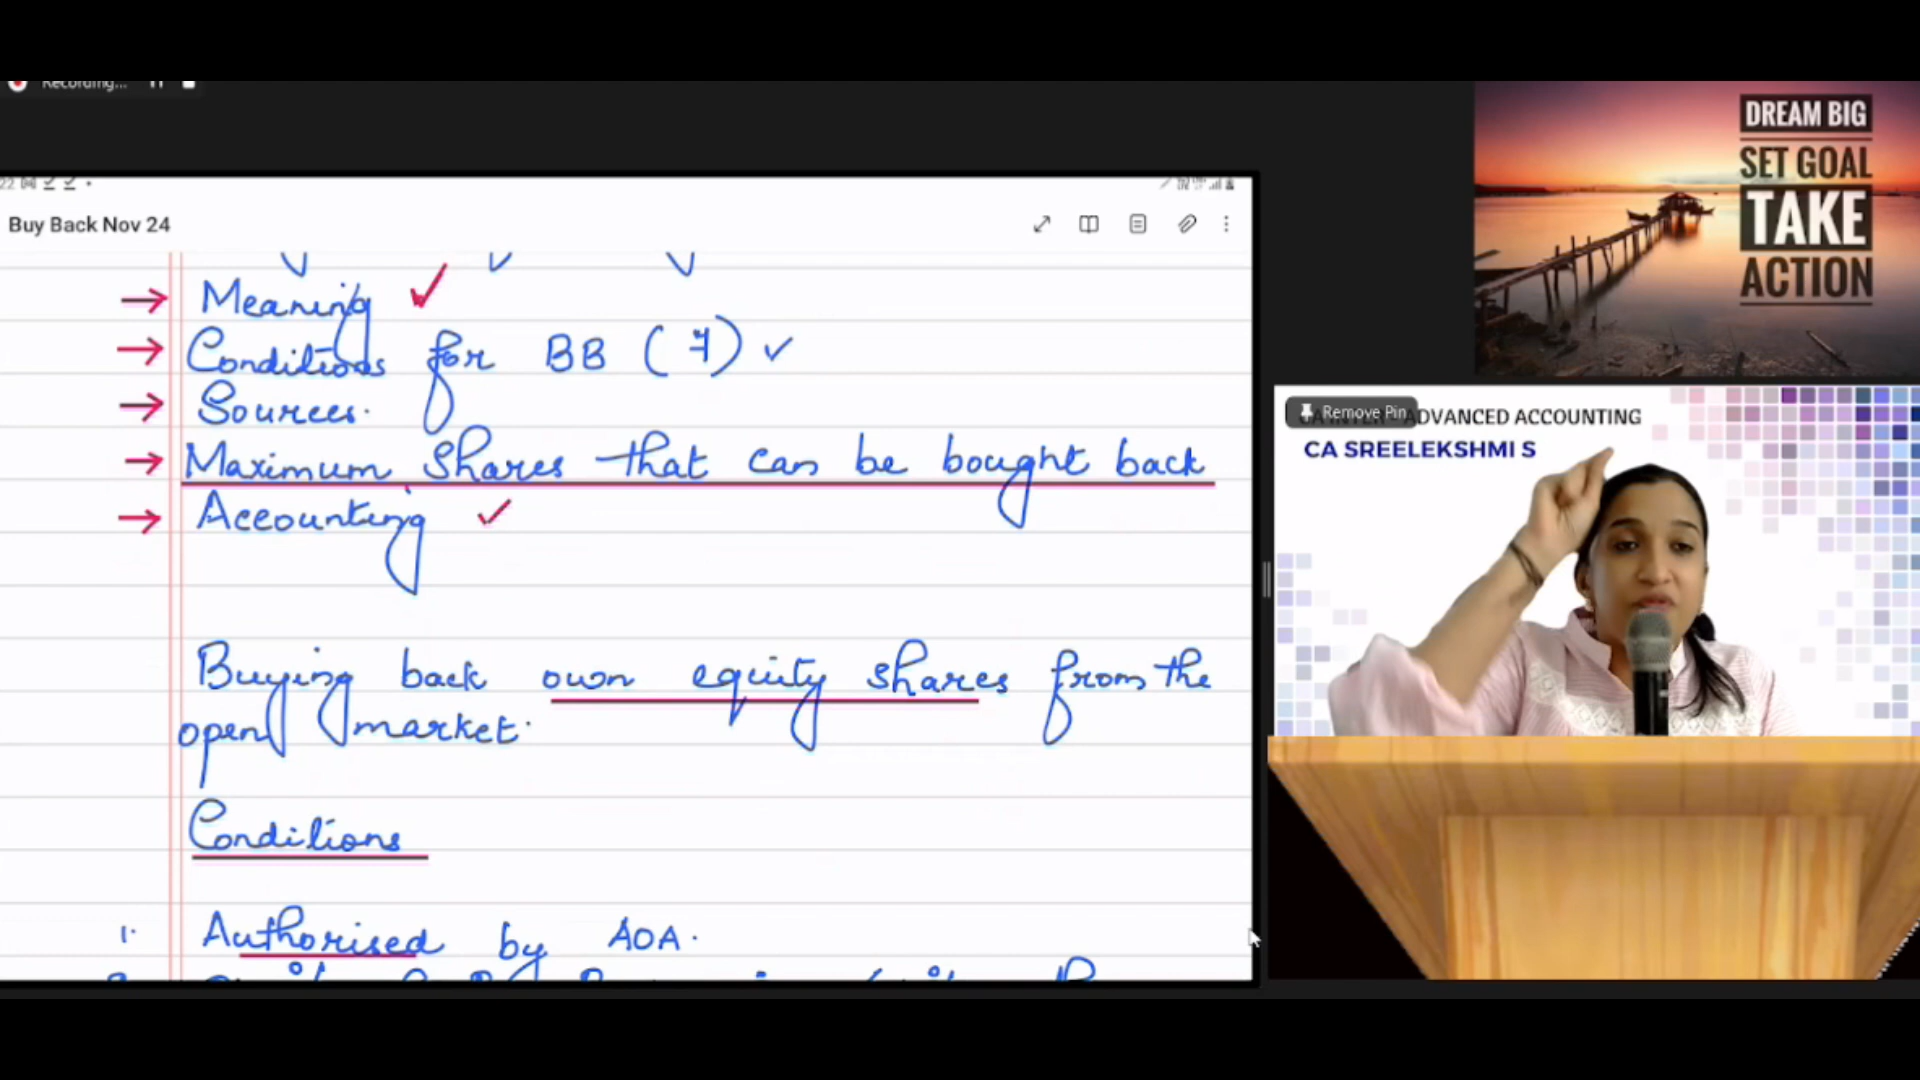 Recording...
Buy Back Nov 24
→ Meaning ✓
→ Conditions for BB (7) ✓
→ Sources.
→ Maximum shares that can be bought back
→ Accounting ✓
Buying back own equity shares from the
open market.
Conditions
1. Authorised by AOA.
DREAM BIG
SET GOAL
TAKE
ACTION
Remove Pin
ADVANCED ACCOUNTING
CA SREELEKSHMI S